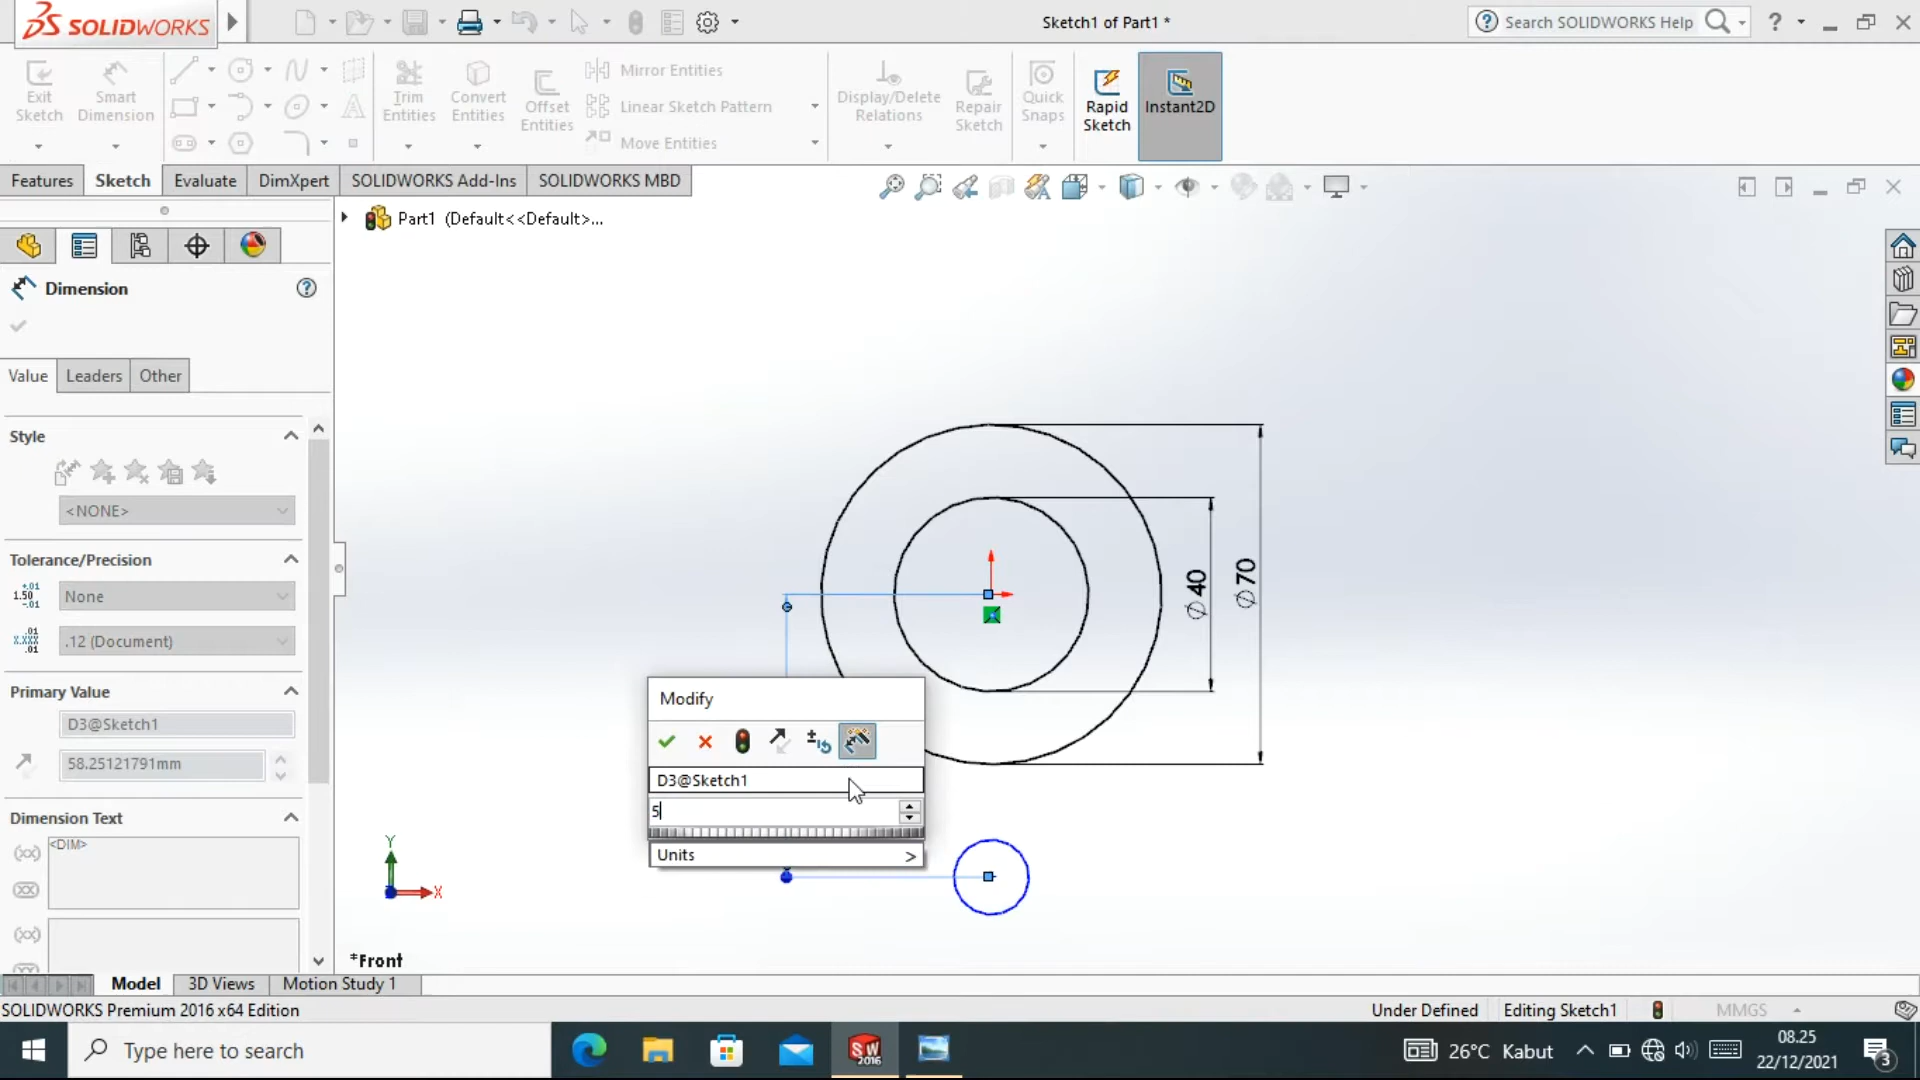 SOLIDWORKS
Sketch1 of Part1 *
Search SOLIDWORKS Help
?
Exit
Sketch
Smart
Dimension
Trim
Entities
Convert
Entities
Offset
Entities
Mirror Entities
Linear Sketch Pattern
Move Entities
Display/Delete
Relations
Repair
Sketch
Quick
Snaps
Rapid
Sketch
Instant2D
Features
Sketch
Evaluate
DimXpert
SOLIDWORKS Add-Ins
SOLIDWORKS MBD
Part1 (Default<<Default>...
Dimension
Value
Leaders
Other
Style
<NONE>
Tolerance/Precision
None
.12 (Document)
Primary Value
D3@Sketch1
58.25121791mm
Dimension Text
<DIM>
∅40
∅70
Modify
D3@Sketch1
5
Units
>
Y
X
*Front
Model
3D Views
Motion Study 1
SOLIDWORKS Premium 2016 x64 Edition
Under Defined
Editing Sketch1
MMGS
Type here to search
SW
2016
26°C Kabut
08.25
22/12/2021
3